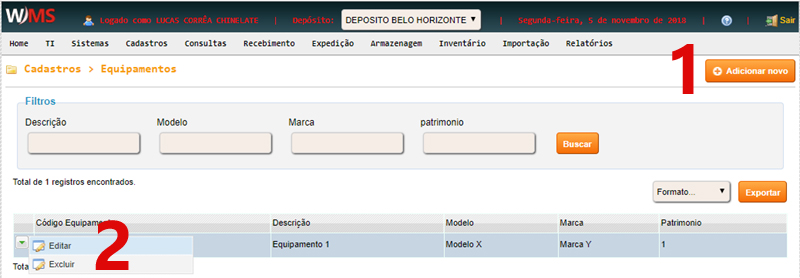 WMS Logado como LUCAS CORRÊA CHINELATE | Depósito: DEPOSITO BELO HORIZONTE | Segunda-feira, 5 de novembro de 2018 | | Sair
Home TI Sistemas Cadastros Consultas Recebimento Expedição Armazenagem Inventário Importação Relatórios
Cadastros > Equipamentos 1 Adicionar novo
Filtros
Descrição Modelo Marca patrimonio
Buscar
Total de 1 registros encontrados.
Formato... Exportar
Código Equipamen Descrição Modelo Marca Patrimonio
Editar 2 Equipamento 1 Modelo X Marca Y 1
Tota Excluir